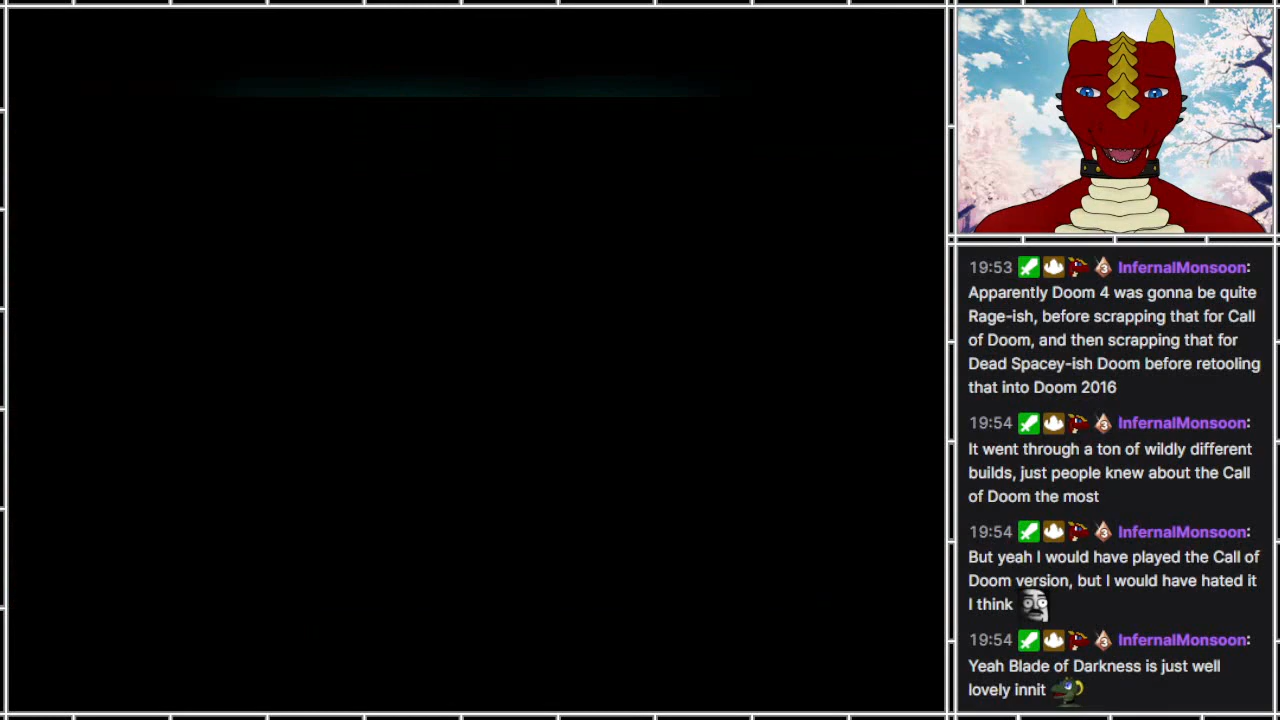 19:53 InfernalMonsoon:
Apparently Doom 4 was gonna be quite
Rage-ish, before scrapping that for Call
of Doom, and then scrapping that for
Dead Spacey-ish Doom before retooling
that into Doom 2016
19:54 InfernalMonsoon:
It went through a ton of wildly different
builds, just people knew about the Call
of Doom the most
19:54 InfernalMonsoon:
But yeah I would have played the Call of
Doom version, but I would have hated it
I think
19:54 InfernalMonsoon:
Yeah Blade of Darkness is just well
lovely innit